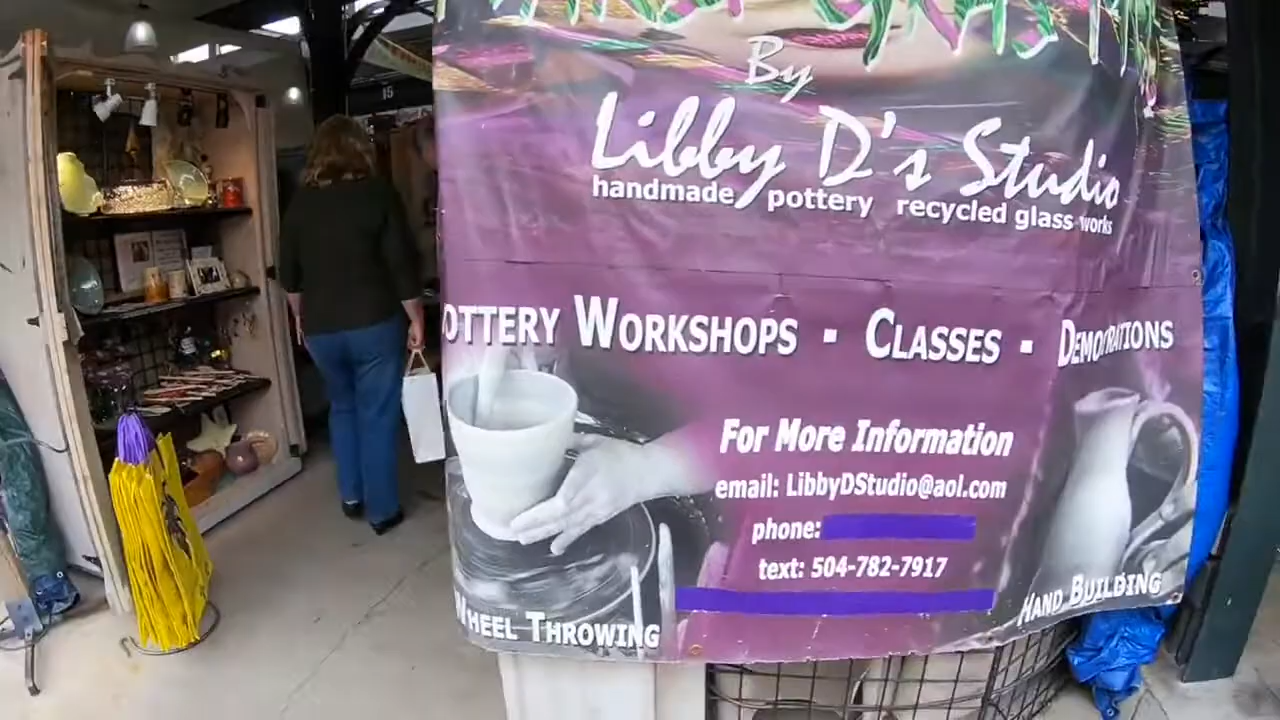 15
By
Libby D's Studio
handmade pottery recycled glass works
OTTERY WORKSHOPS · CLASSES ·
For More Information
email: LibbyDStudio@aol.com
phone:
text: 504-782-7917
WHEEL THROWING
HAND BUILDING